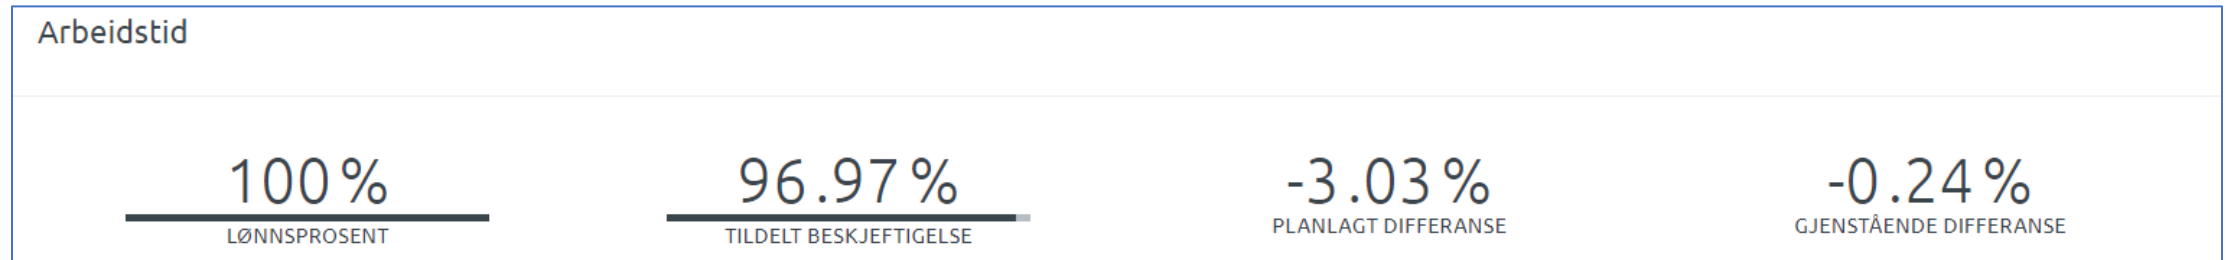 Arbeidstid
100 %
LØNNSPROSENT
96.97 %
TILDELT BESKJEFTIGELSE
-3.03 %
PLANLAGT DIFFERANSE
-0.24 %
GJENSTÅENDE DIFFERANSE